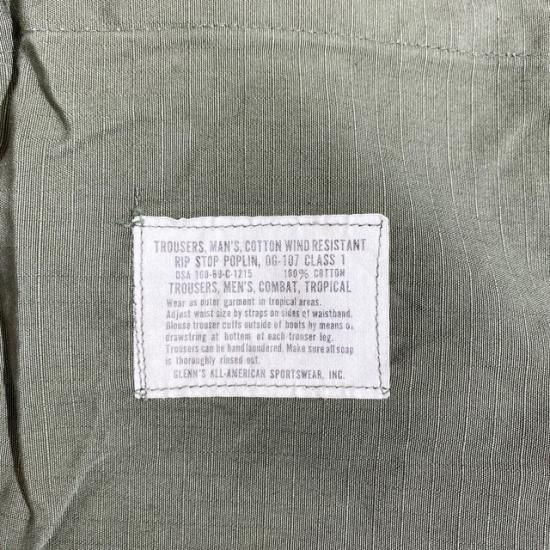 TROUSERS, MAN'S, COTTON WIND RESISTANT
RIP STOP POPLIN, OG-107 CLASS 1
DSA 100-69-C-1215 100% COTTON
TROUSERS, MEN'S, COMBAT, TROPICAL
Wear as outer garment in tropical areas.
Adjust waist size by straps on sides of waistband.
Blouse trouser cuffs outside of boots by means of
drawstring at bottom of each trouser leg.
Trousers can be hand laundered. Make sure all soap
is thoroughly rinsed out.
GLENN'S ALL-AMERICAN SPORTSWEAR, INC.